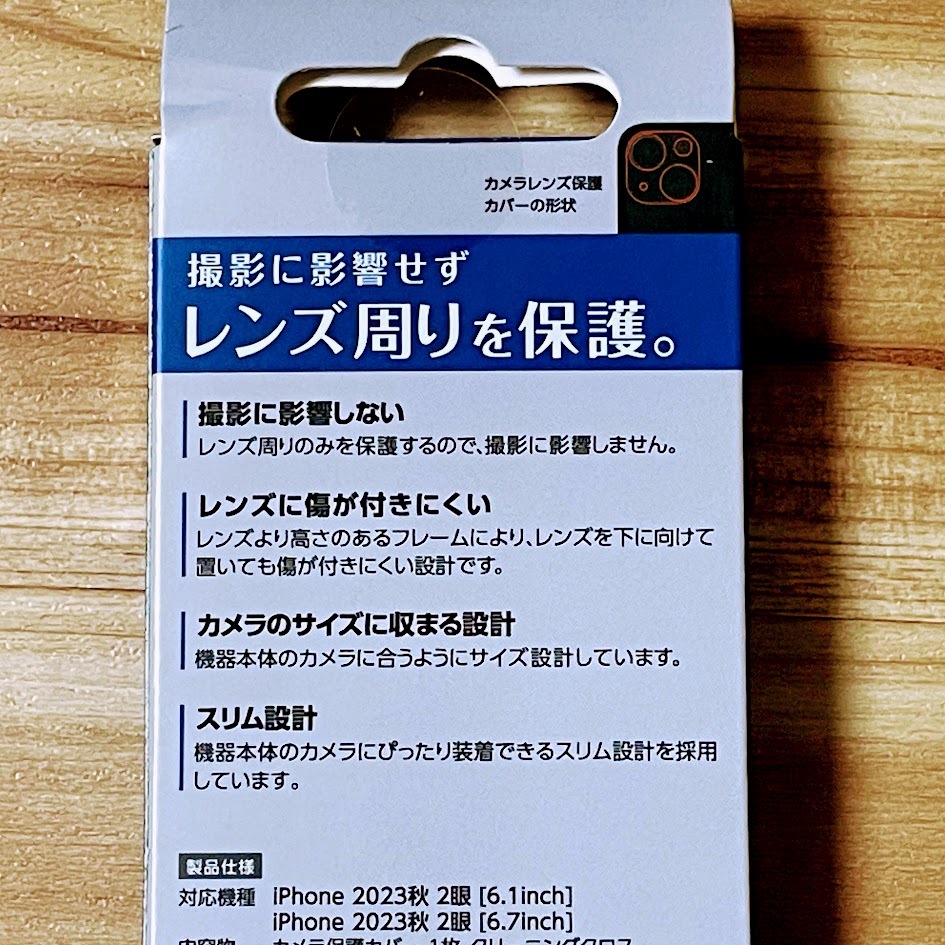 カメラレンズ保護
カバーの形状
撮影に影響せず
レンズ周りを保護。
撮影に影響しない
レンズ周りのみを保護するので、撮影に影響しません。
レンズに傷が付きにくい
レンズより高さのあるフレームにより、レンズを下に向けて
置いても傷が付きにくい設計です。
カメラのサイズに収まる設計
機器本体のカメラに合うようにサイズ設計しています。
スリム設計
機器本体のカメラにぴったり装着できるスリム設計を採用
しています。
製品仕様
対応機種 iPhone 2023秋 2眼 [6.1inch]
iPhone 2023秋 2眼 [6.7inch]